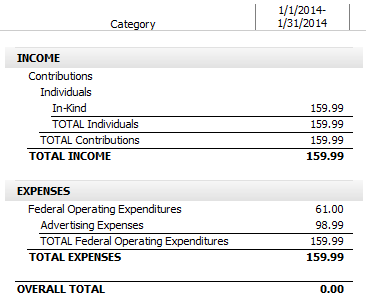 1/1/2014-
Category 1/31/2014
INCOME
Contributions
Individuals
In-Kind 159.99
TOTAL Individuals 159.99
TOTAL Contributions 159.99
TOTAL INCOME 159.99
EXPENSES
Federal Operating Expenditures 61.00
Advertising Expenses 98.99
TOTAL Federal Operating Expenditures 159.99
TOTAL EXPENSES 159.99
OVERALL TOTAL 0.00